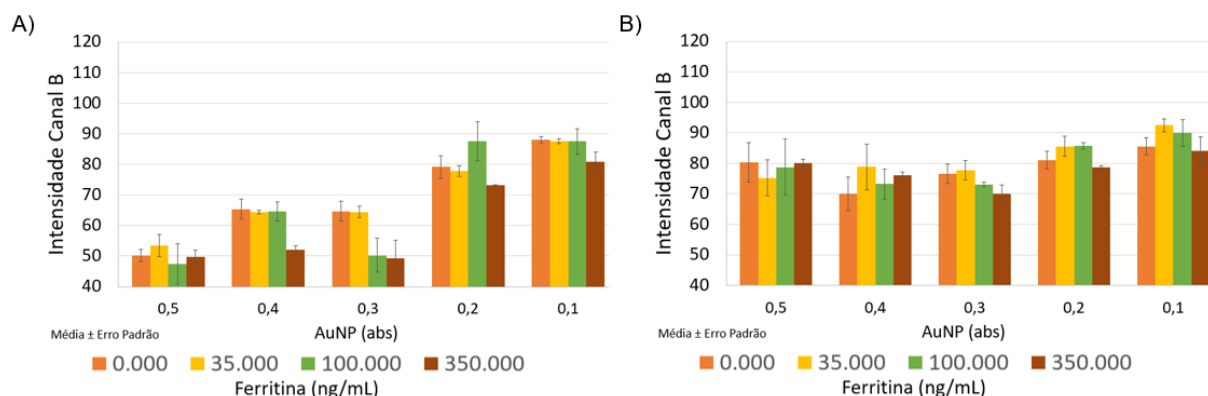 A)
Intensidade Canal B
120
110
100
90
80
70
60
50
40
0,5 0,4 0,3 0,2 0,1
Média ± Erro Padrão
AuNP (abs)
0.000 35.000 100.000 350.000
Ferritina (ng/mL)
B)
Intensidade Canal B
120
110
100
90
80
70
60
50
40
0,5 0,4 0,3 0,2 0,1
Média ± Erro Padrão
AuNP (abs)
0.000 35.000 100.000 350.000
Ferritina (ng/mL)